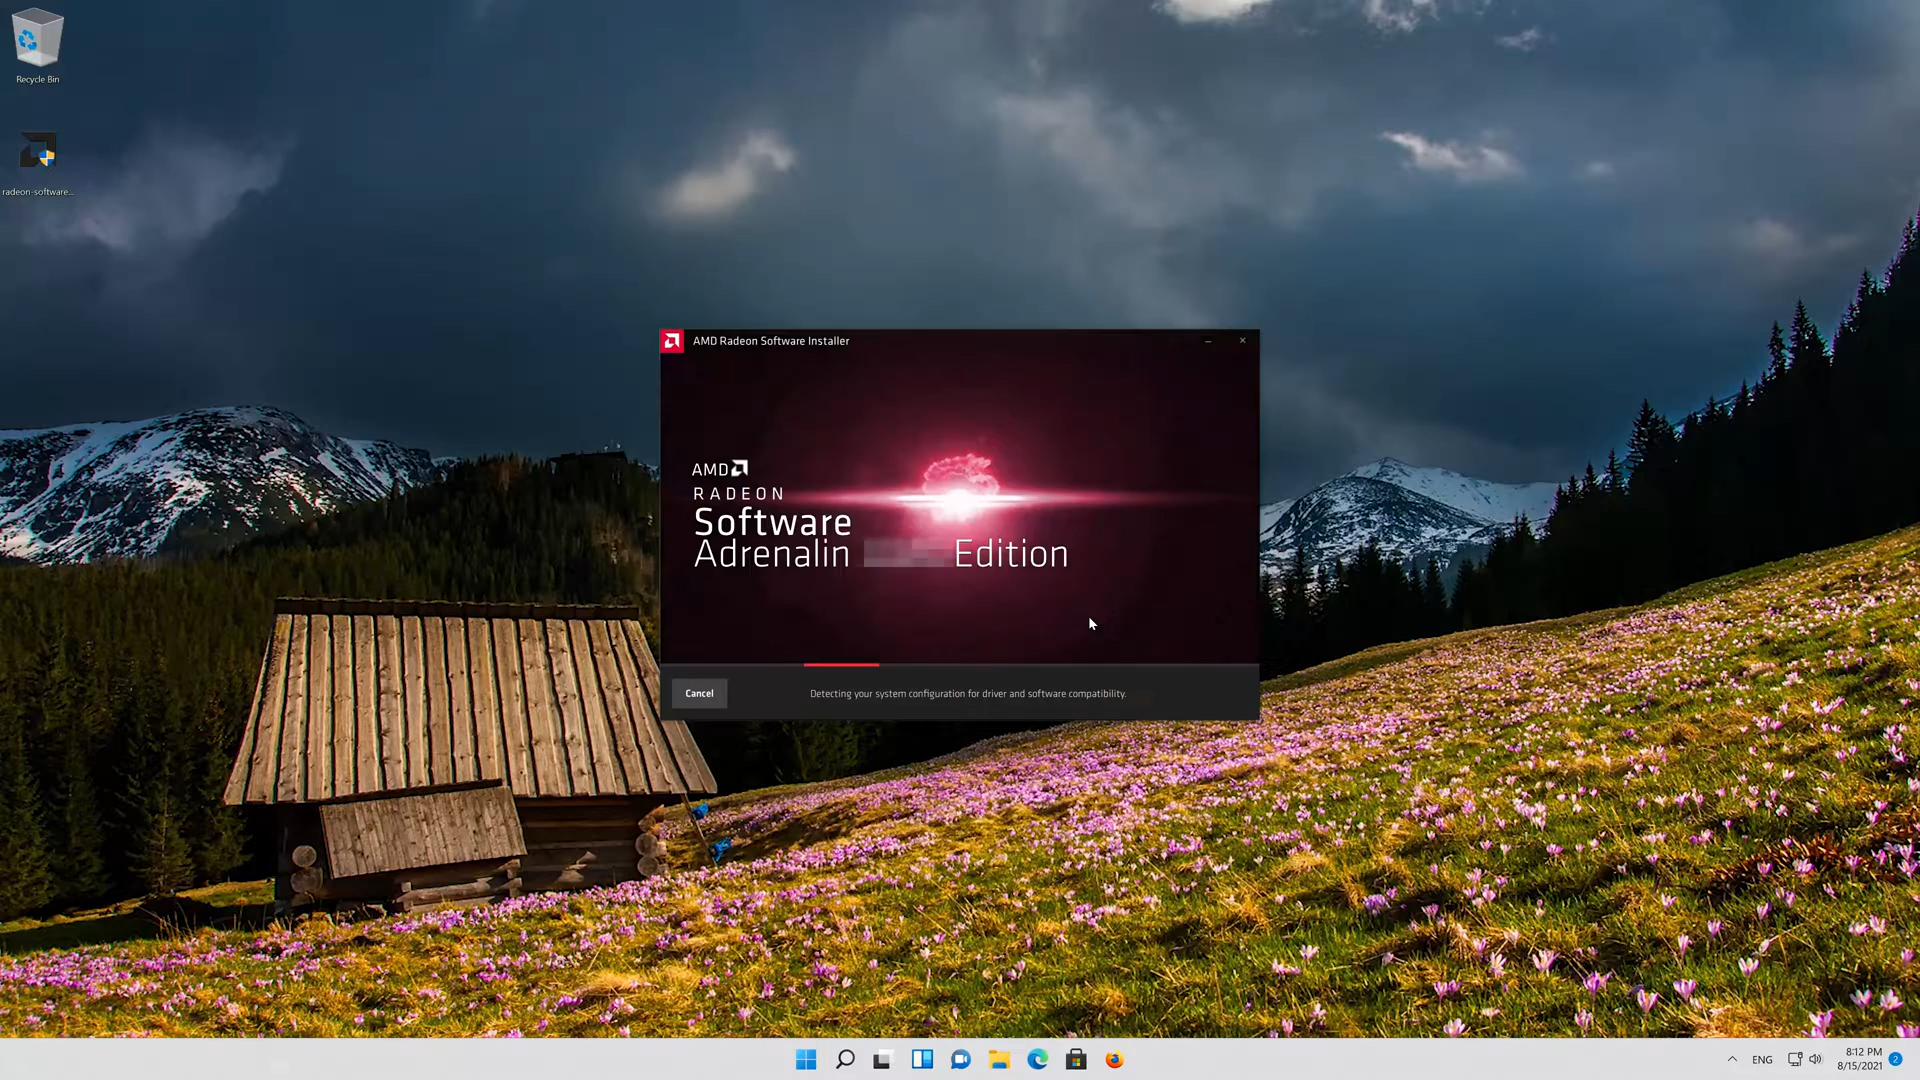 Recycle Bin
radeon-software...
AMD Radeon Software Installer
AMD
RADEON
Software
Adrenalin Edition
Cancel
Detecting your system configuration for driver and software compatibility.
ENG
8:12 PM
8/15/2021
2